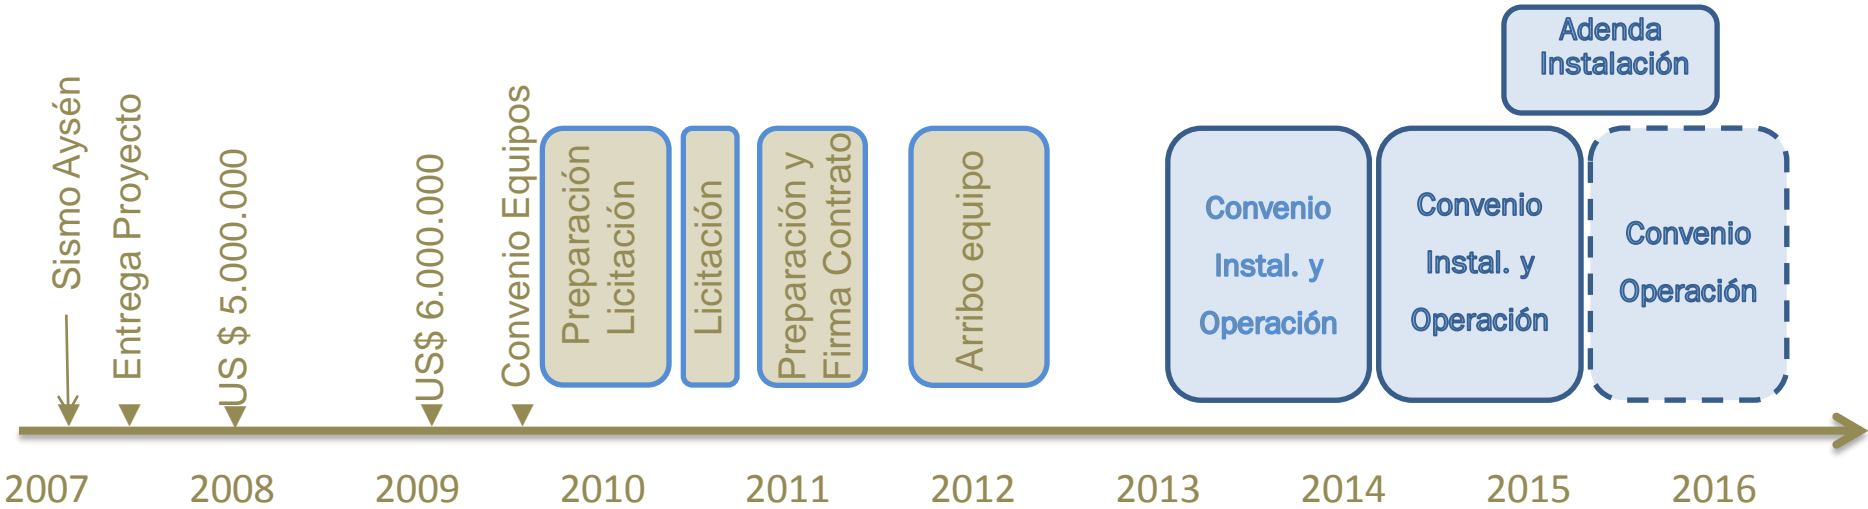 Sismo Aysén
Entrega Proyecto
US $ 5.000.000
US$ 6.000.000
Convenio Equipos
Preparación
Licitación
Licitación
Preparación y
Firma Contrato
Arribo equipo
Convenio
Instal. y
Operación
Convenio
Instal. y
Operación
Adenda
Instalación
Convenio
Operación
2007
2008
2009
2010
2011
2012
2013
2014
2015
2016